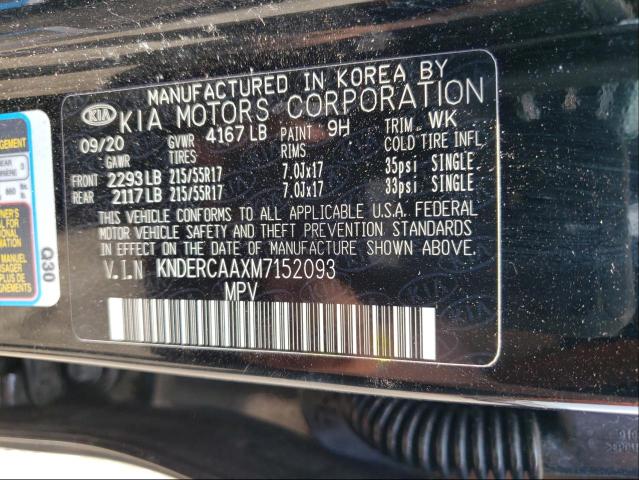 MANUFACTURED IN KOREA BY
KIA KIA MOTORS CORPORATION
09/20 GVWR 4167 LB PAINT 9H TRIM WK
GAWR TIRES RIMS COLD TIRE INFL
FRONT 2293 LB 215/55R17 7.0Jx17 35psi SINGLE
REAR 2117 LB 215/55R17 7.0Jx17 33psi SINGLE
THIS VEHICLE CONFORMS TO ALL APPLICABLE U.S.A. FEDERAL
MOTOR VEHICLE SAFETY AND THEFT PREVENTION STANDARDS
IN EFFECT ON THE DATE OF MANUFACTURE SHOWN ABOVE.
V.I.N KNDERCAAXM7152093
MPV
Q30